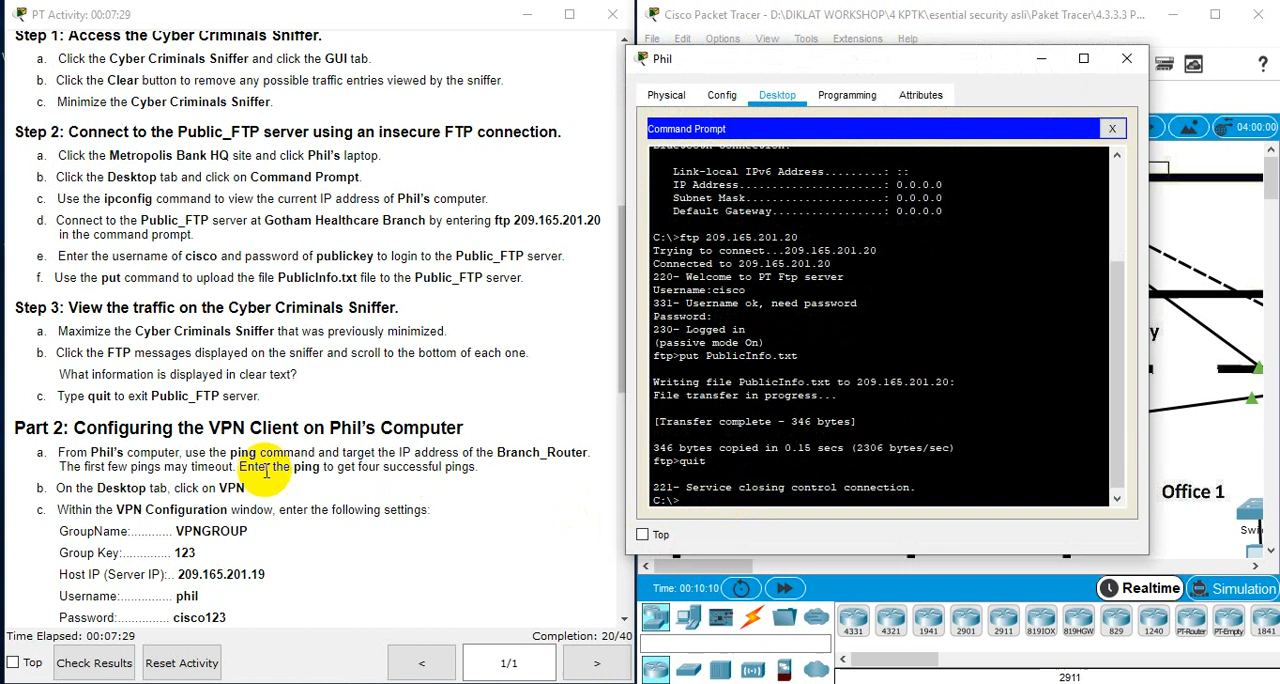 PT Activity: 00:07:29
Step 1: Access the Cyber Criminals Sniffer.
a. Click the Cyber Criminals Sniffer and click the GUI tab.
b. Click the Clear button to remove any possible traffic entries viewed by the sniffer.
c. Minimize the Cyber Criminals Sniffer.
Step 2: Connect to the Public_FTP server using an insecure FTP connection.
a. Click the Metropolis Bank HQ site and click Phil's laptop.
b. Click the Desktop tab and click on Command Prompt.
c. Use the ipconfig command to view the current IP address of Phil's computer.
d. Connect to the Public_FTP server at Gotham Healthcare Branch by entering ftp 209.165.201.20
in the command prompt.
e. Enter the username of cisco and password of publickey to login to the Public_FTP server.
f. Use the put command to upload the file PublicInfo.txt file to the Public_FTP server.
Step 3: View the traffic on the Cyber Criminals Sniffer.
a. Maximize the Cyber Criminals Sniffer that was previously minimized.
b. Click the FTP messages displayed on the sniffer and scroll to the bottom of each one.
What information is displayed in clear text?
c. Type quit to exit Public_FTP server.
Part 2: Configuring the VPN Client on Phil's Computer
a. From Phil's computer, use the ping command and target the IP address of the Branch_Router.
The first few pings may timeout. Enter the ping to get four successful pings.
b. On the Desktop tab, click on VPN
c. Within the VPN Configuration window, enter the following settings:
GroupName:............ VPNGROUP
Group Key:............. 123
Host IP (Server IP):.. 209.165.201.19
Username:.............. phil
Password:.............. cisco123
Time Elapsed: 00:07:29
Completion: 20/40
Top
Check Results
Reset Activity
<
1/1
>
Cisco Packet Tracer - D:\DIKLAT WORKSHOP\4 KPTK\esential security asli\Paket Tracer\4.3.3.3 P...
File Edit Options View Tools Extensions Help
?
Phil
Physical Config Desktop Programming Attributes
Command Prompt
X
Bluetooth Connection:
Link-local IPv6 Address.........: ::
IP Address......................: 0.0.0.0
Subnet Mask.....................: 0.0.0.0
Default Gateway.................: 0.0.0.0
C:\>ftp 209.165.201.20
Trying to connect...209.165.201.20
Connected to 209.165.201.20
220- Welcome to PT Ftp server
Username:cisco
331- Username ok, need password
Password:
230- Logged in
(passive mode On)
ftp>put PublicInfo.txt
Writing file PublicInfo.txt to 209.165.201.20:
File transfer in progress...
[Transfer complete - 346 bytes]
346 bytes copied in 0.15 secs (2306 bytes/sec)
ftp>quit
221- Service closing control connection.
C:\>
Top
04:00:00
Office 1
Time: 00:10:10
Realtime
Simulation
4331 4321 1941 2901 2911 819IOX 819HGW 829 1240 PT-Router PT-Empty 1841
2911